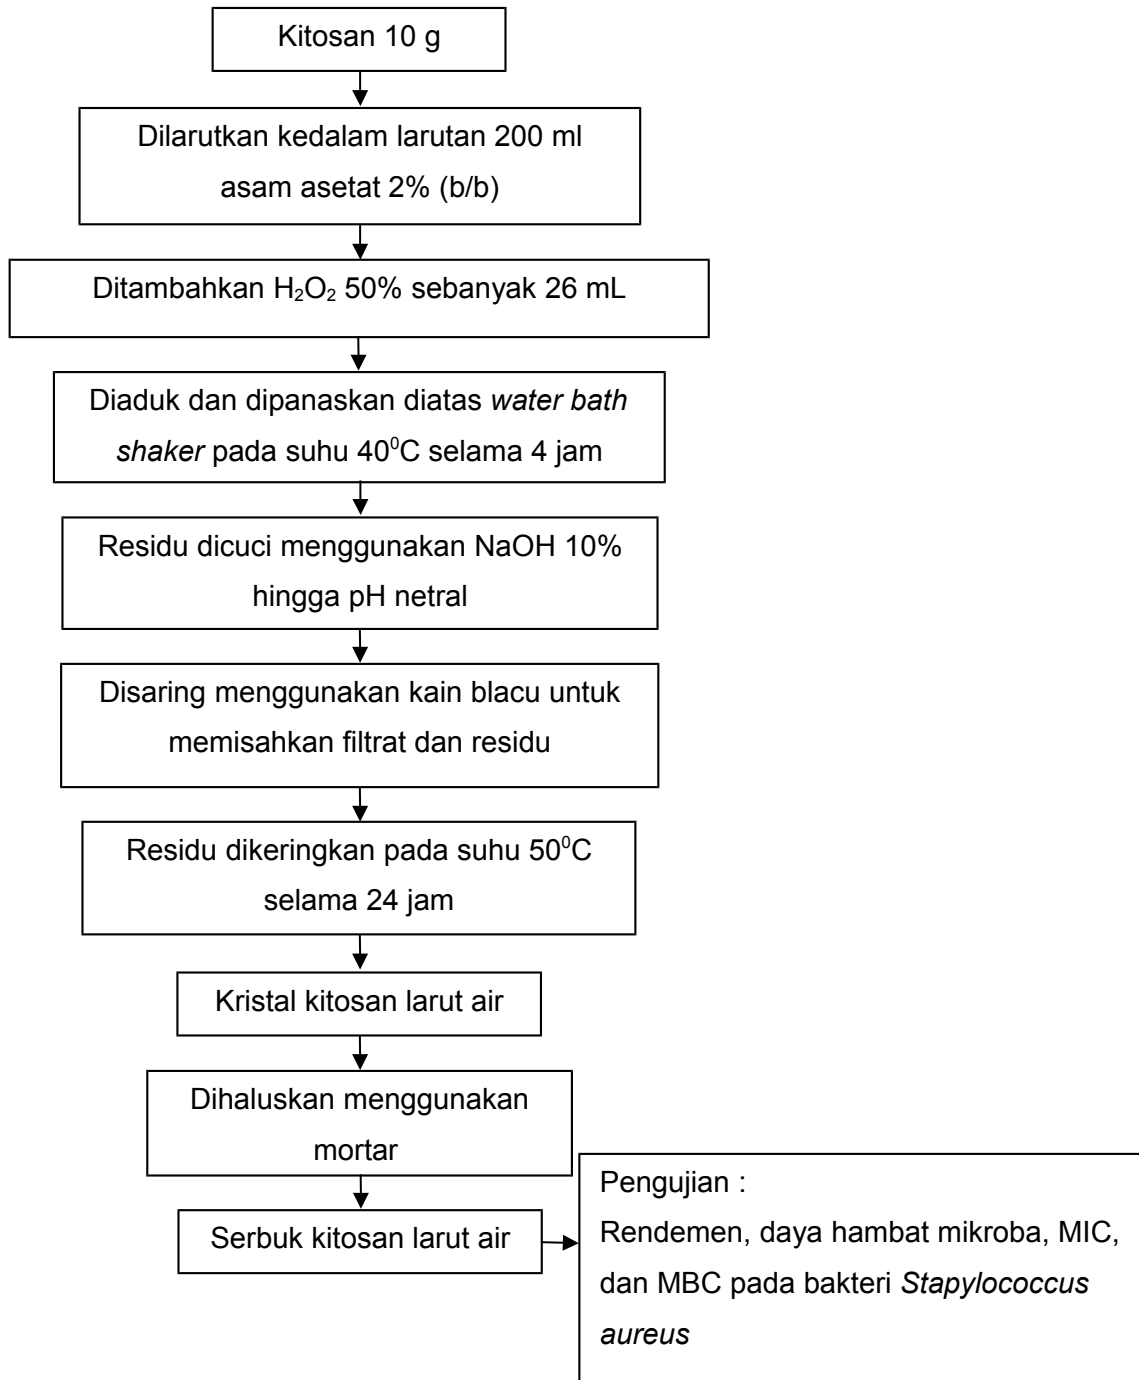 Kitosan 10 g
Dilarutkan kedalam larutan 200 ml
asam asetat 2% (b/b)
Ditambahkan H₂O₂ 50% sebanyak 26 mL
Diaduk dan dipanaskan diatas water bath
shaker pada suhu 40⁰C selama 4 jam
Residu dicuci menggunakan NaOH 10%
hingga pH netral
Disaring menggunakan kain blacu untuk
memisahkan filtrat dan residu
Residu dikeringkan pada suhu 50⁰C
selama 24 jam
Kristal kitosan larut air
Dihaluskan menggunakan
mortar
Serbuk kitosan larut air
Pengujian :
Rendemen, daya hambat mikroba, MIC,
dan MBC pada bakteri Stapylococcus
aureus